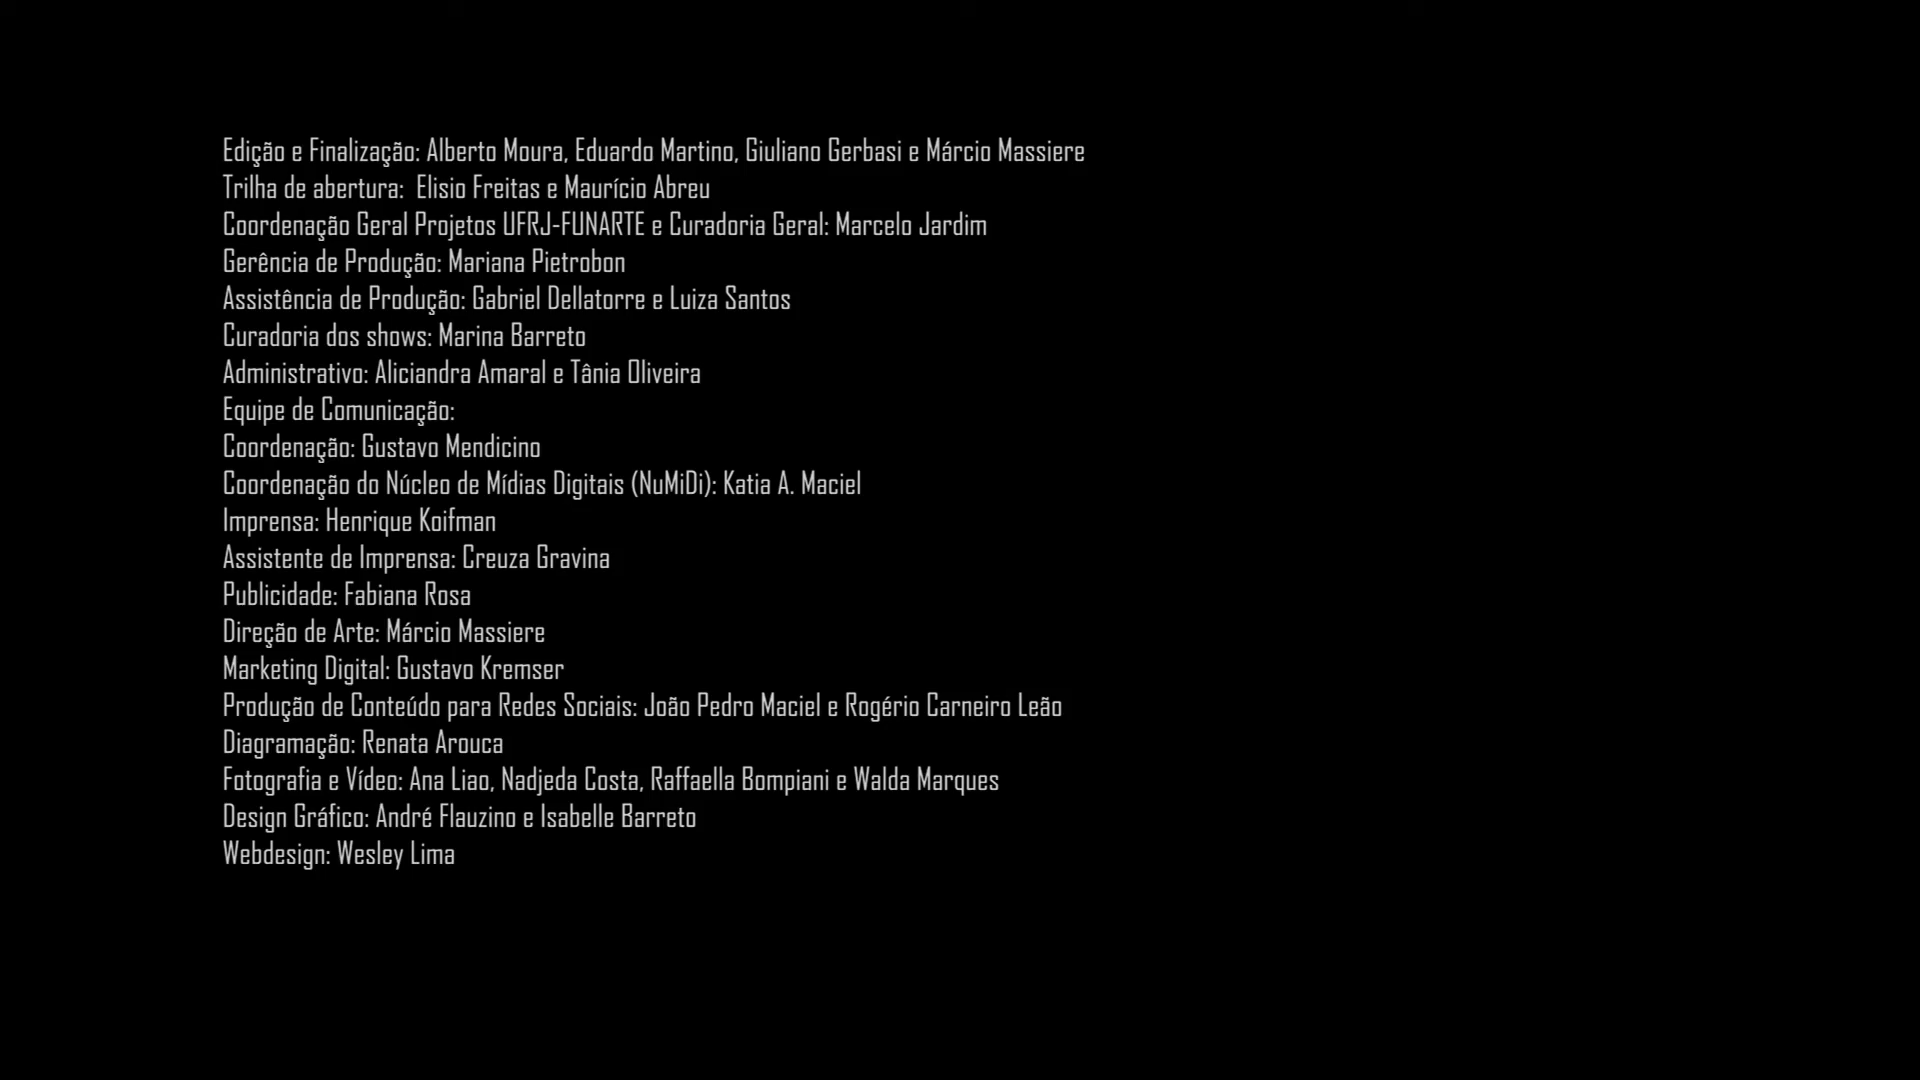 Edição e Finalização: Alberto Moura, Eduardo Martino, Giuliano Gerbasi e Márcio Massiere
Trilha de abertura:  Elisio Freitas e Maurício Abreu
Coordenação Geral Projetos UFRJ-FUNARTE e Curadoria Geral: Marcelo Jardim
Gerência de Produção: Mariana Pietrobon
Assistência de Produção: Gabriel Dellatorre e Luiza Santos
Curadoria dos shows: Marina Barreto
Administrativo: Aliciandra Amaral e Tânia Oliveira
Equipe de Comunicação:
Coordenação: Gustavo Mendicino
Coordenação do Núcleo de Mídias Digitais (NuMiDi): Katia A. Maciel
Imprensa: Henrique Koifman
Assistente de Imprensa: Creuza Gravina
Publicidade: Fabiana Rosa
Direção de Arte: Márcio Massiere
Marketing Digital: Gustavo Kremser
Produção de Conteúdo para Redes Sociais: João Pedro Maciel e Rogério Carneiro Leão
Diagramação: Renata Arouca
Fotografia e Vídeo: Ana Liao, Nadjeda Costa, Raffaella Bompiani e Walda Marques
Design Gráfico: André Flauzino e Isabelle Barreto
Webdesign: Wesley Lima